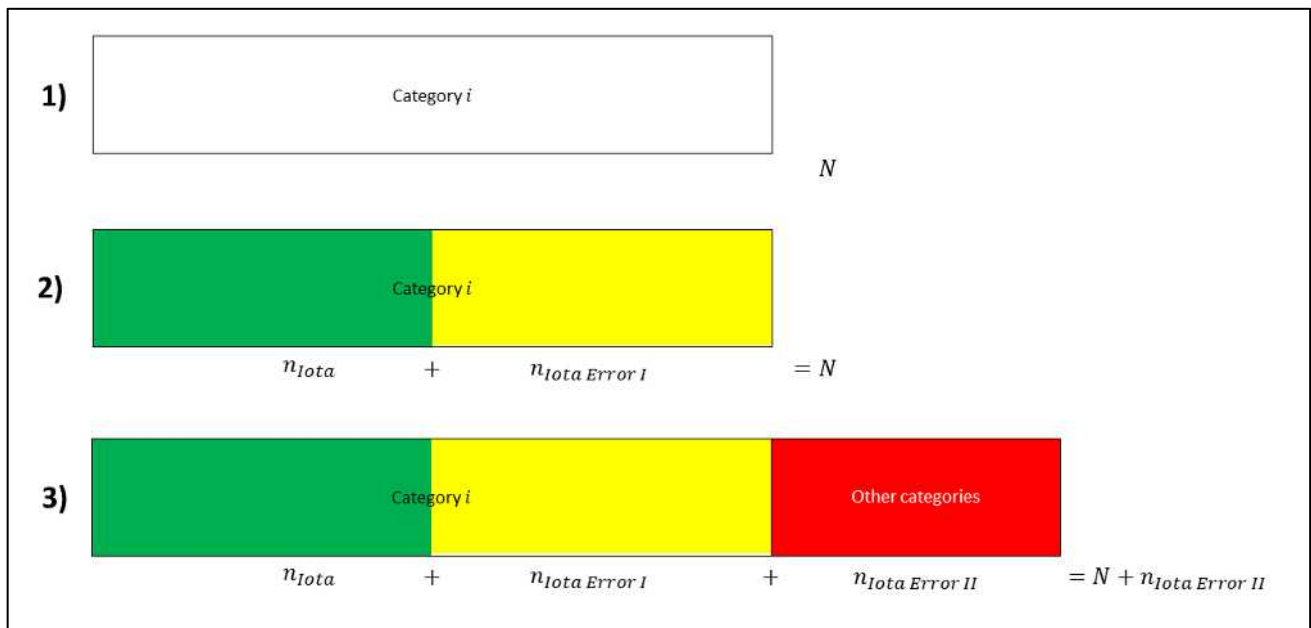 1)
Category i
N
2)
Category i
n_Iota + n_Iota Error I = N
3)
Category i Other categories
n_Iota + n_Iota Error I + n_Iota Error II = N + n_Iota Error II